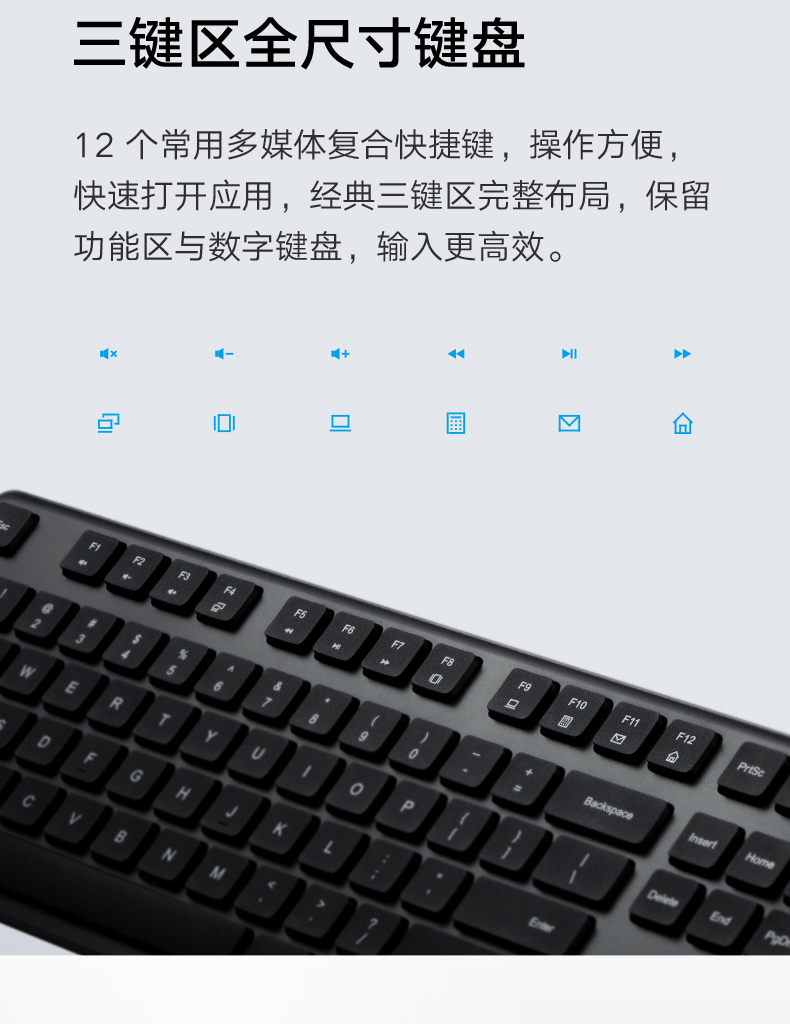 三键区全尺寸键盘
12 个常用多媒体复合快捷键，操作方便，
快速打开应用，经典三键区完整布局，保留
功能区与数字键盘，输入更高效。
F1 F2 F3 F4 F5 F6 F7 F8 F9 F10 F11 F12 PrtSc
! @ 2 # 3 $ 4 % 5 ^ 6 & 7 * 8 ( 9 ) 0 — - + = Backspace Insert Home
W E R T Y U I O P { [ } ] | \ Delete End
S D F G H J K L : ; " ' Enter
C V B N M < , > . ? /